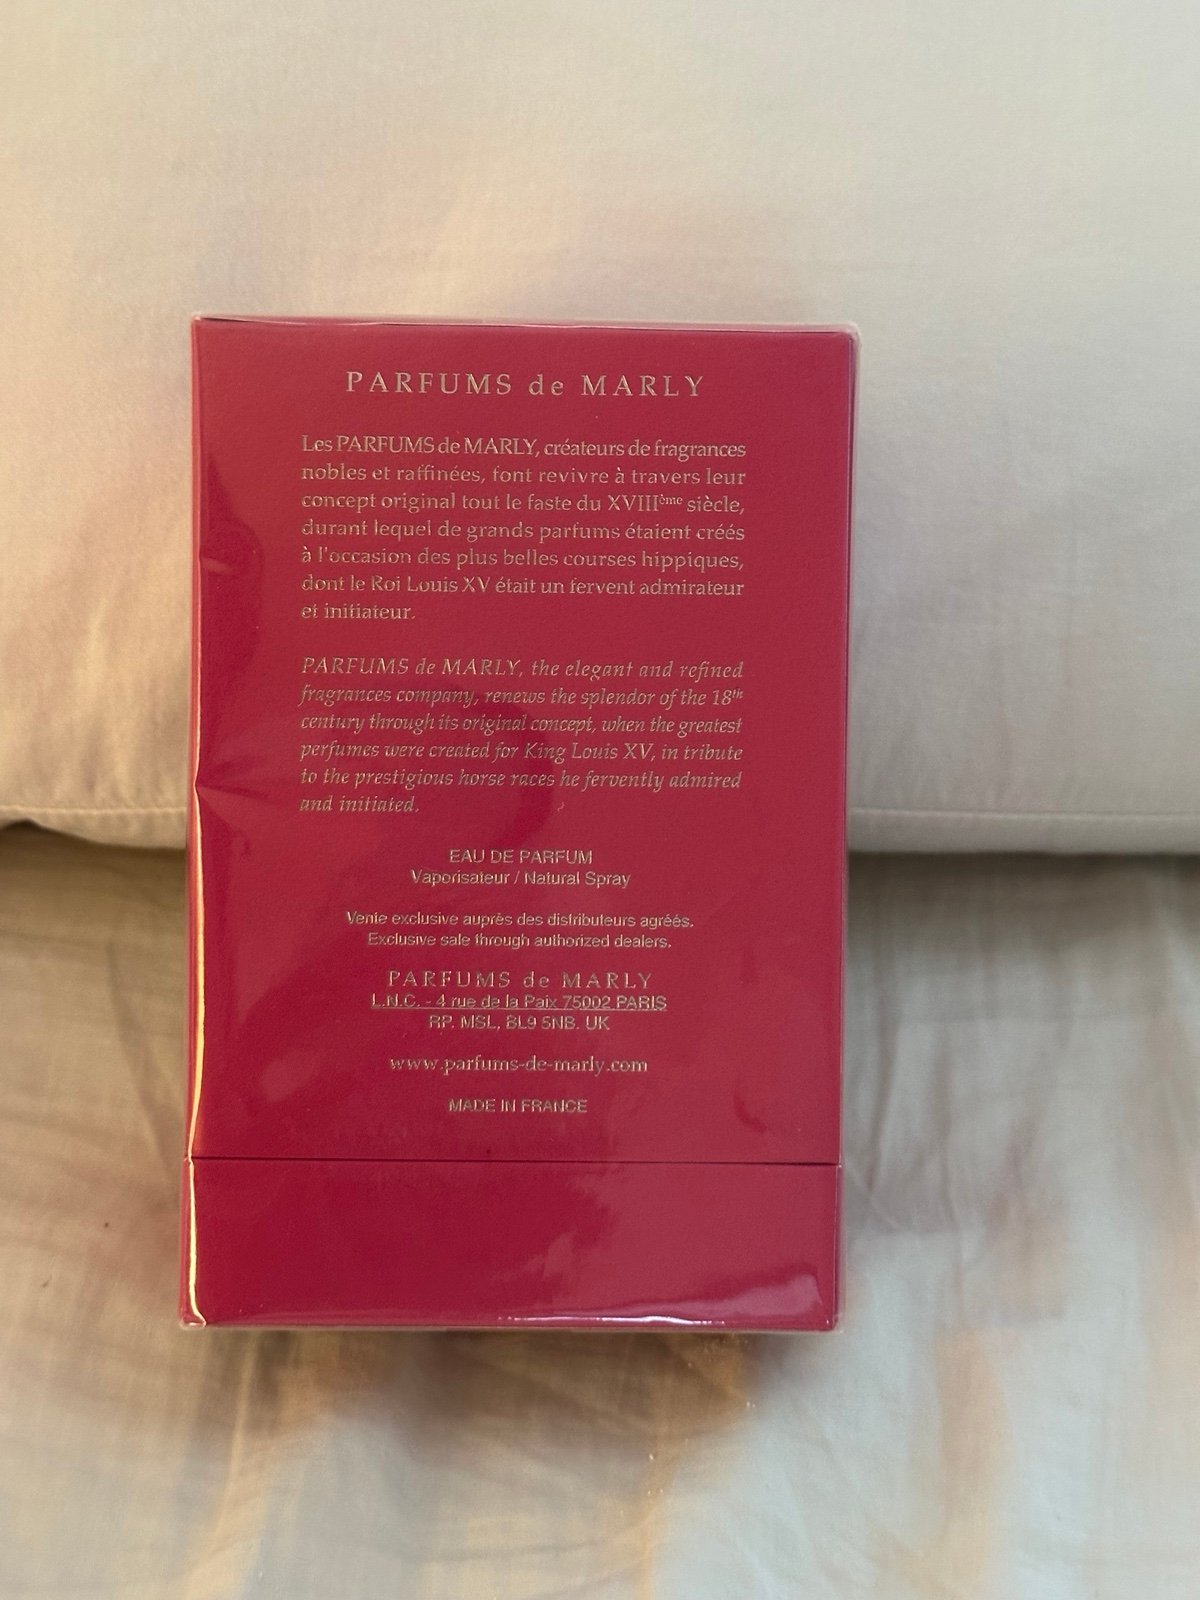 PARFUMS de MARLY
Les PARFUMS de MARLY, créateurs de fragrances
nobles et raffinées, font revivre à travers leur
concept original tout le faste du XVIIIème siècle,
durant lequel de grands parfums étaient créés
à l'occasion des plus belles courses hippiques,
dont le Roi Louis XV était un fervent admirateur
et initiateur.
PARFUMS de MARLY, the elegant and refined
fragrances company, renews the splendor of the 18th
century through its original concept, when the greatest
perfumes were created for King Louis XV, in tribute
to the prestigious horse races he fervently admired
and initiated.
EAU DE PARFUM
Vaporisateur / Natural Spray
Vente exclusive auprès des distributeurs agréés.
Exclusive sale through authorized dealers.
PARFUMS de MARLY
L.N.C. - 4 rue de la Paix 75002 PARIS
RP. MSL, BL9 5NB. UK
www.parfums-de-marly.com
MADE IN FRANCE